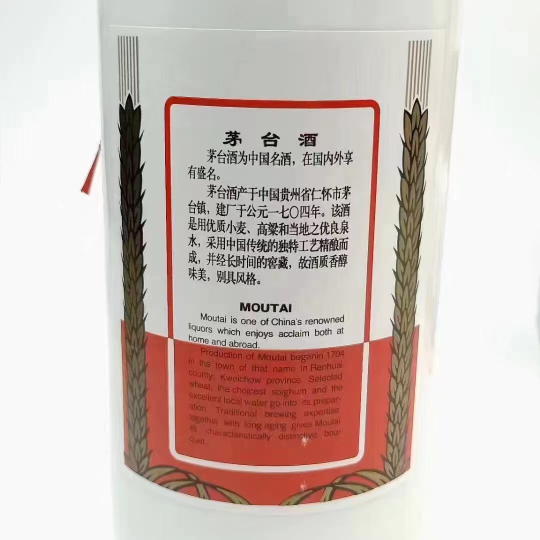 茅台酒
茅台酒为中国名酒，在国内外享
有盛名。
茅台酒产于中国贵州省仁怀市茅
台镇，建厂于公元一七〇四年。该酒
是用优质小麦、高粱和当地之优良泉
水，采用中国传统的独特工艺精酿而
成，并经长时间的窖藏，故酒质香醇
味美，别具风格。
MOUTAI
Moutai is one of China's renowned
liquors which enjoys acclaim both at
home and abroad.
Production of Moutai beganin 1704
in the town of that name in Renhuai
county, Kweichow province. Selected
wheat, the choicest sorghum and the
excellent local water go into its prepar-
ation. Traditional brewing expertise
together with long aging gives Moutai
characteristically distinctive bou-
quet.